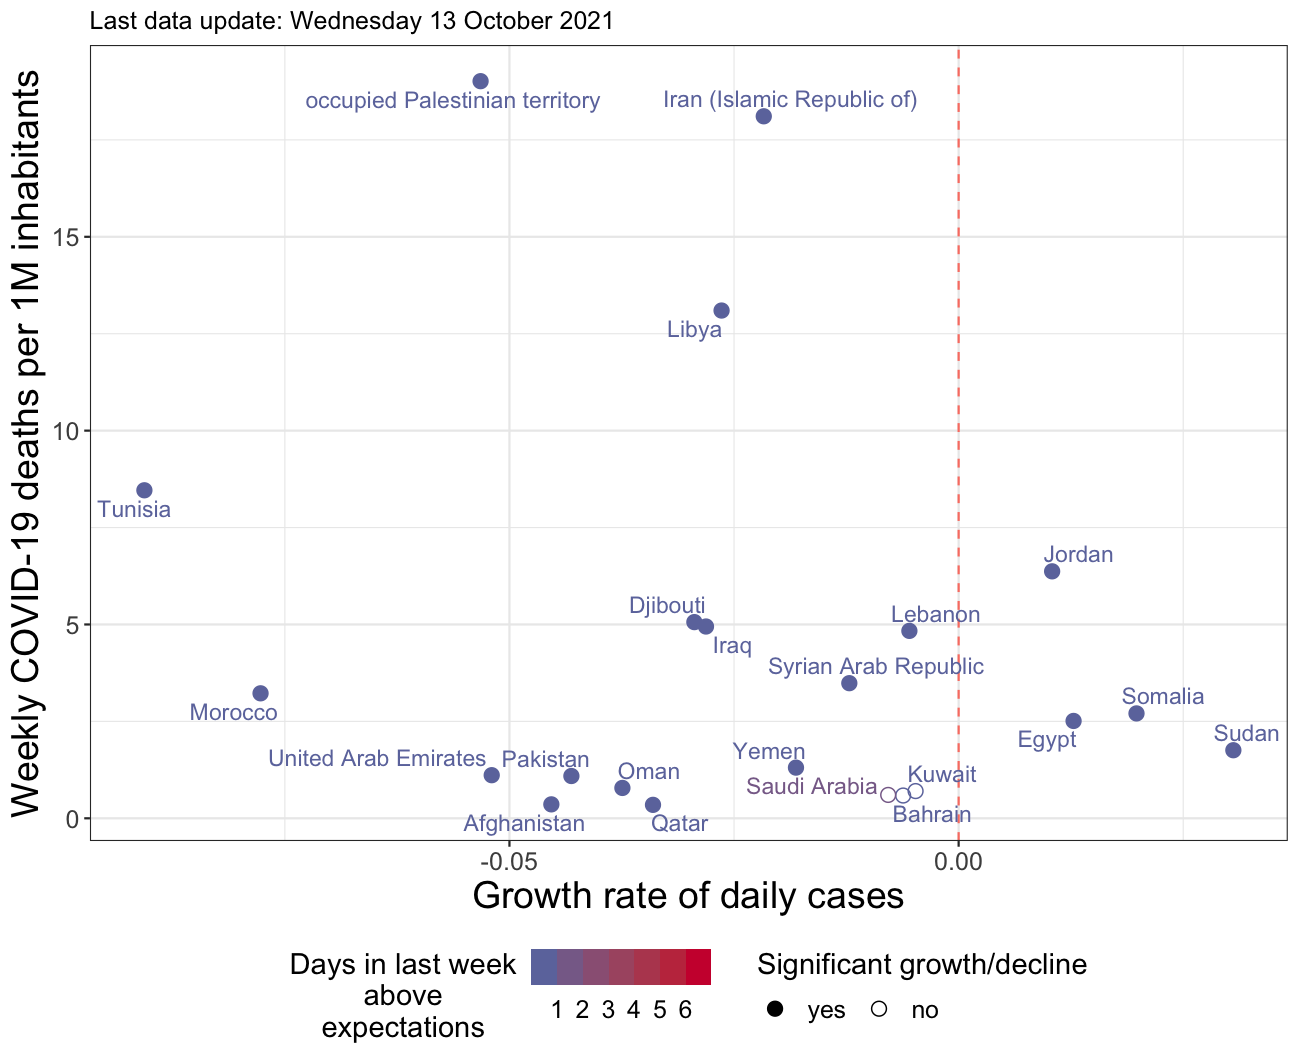 Last data update: Wednesday 13 October 2021
Weekly COVID-19 deaths per 1M inhabitants
15
10
5
0
occupied Palestinian territory
Iran (Islamic Republic of)
Libya
Tunisia
Jordan
Djibouti
Lebanon
Iraq
Syrian Arab Republic
Morocco
Somalia
Egypt
Sudan
United Arab Emirates
Pakistan
Yemen
Oman
Kuwait
Saudi Arabia
Bahrain
Afghanistan
Qatar
-0.05
0.00
Growth rate of daily cases
Days in last week
above
expectations
1 2 3 4 5 6
Significant growth/decline
yes
no